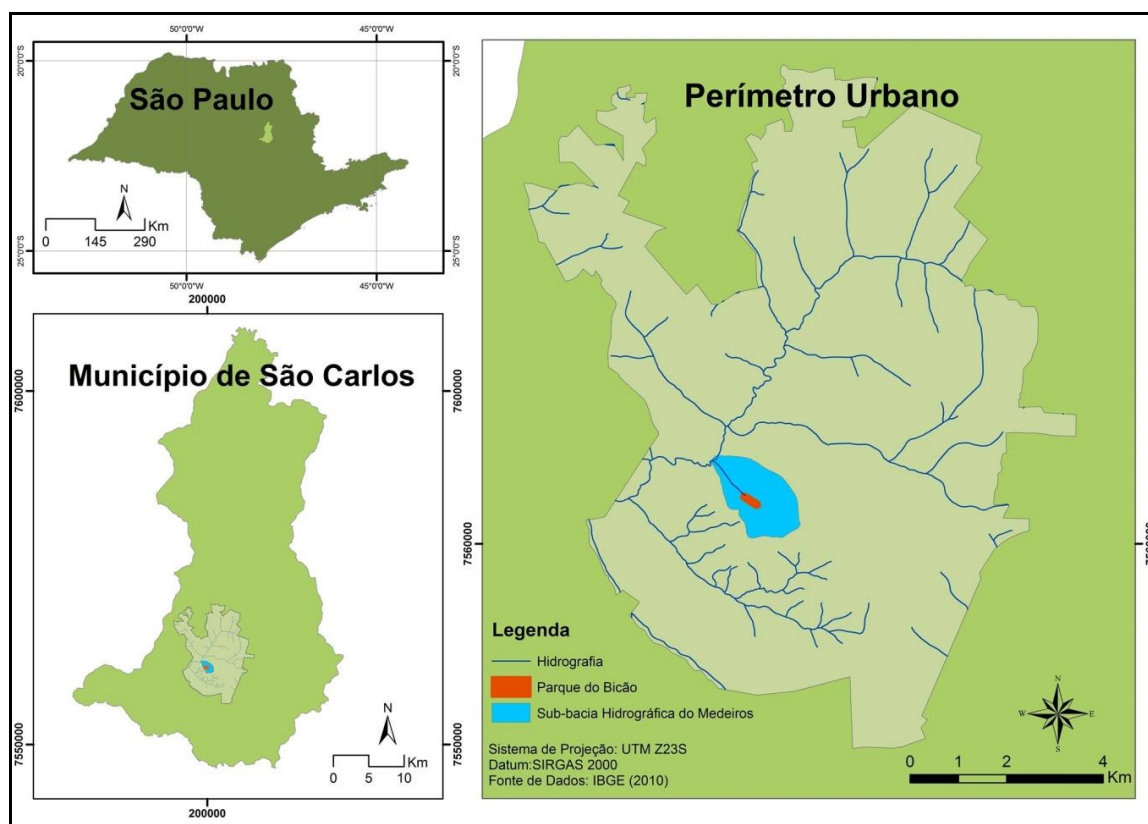 50°0'0"W 45°0'0"W
20°0'0"S 20°0'0"S
São Paulo
N
Km
0 145 290
25°0'0"S 25°0'0"S
50°0'0"W 45°0'0"W
200000
Município de São Carlos
7600000 7600000
N
Km
0 5 10
7550000 7550000
200000
Perímetro Urbano
7560000
Legenda
Hidrografia
Parque do Bicão
Sub-bacia Hidrográfica do Medeiros
Sistema de Projeção: UTM Z23S
Datum:SIRGAS 2000
Fonte de Dados: IBGE (2010)
N
W E
S
Km
0 1 2 4